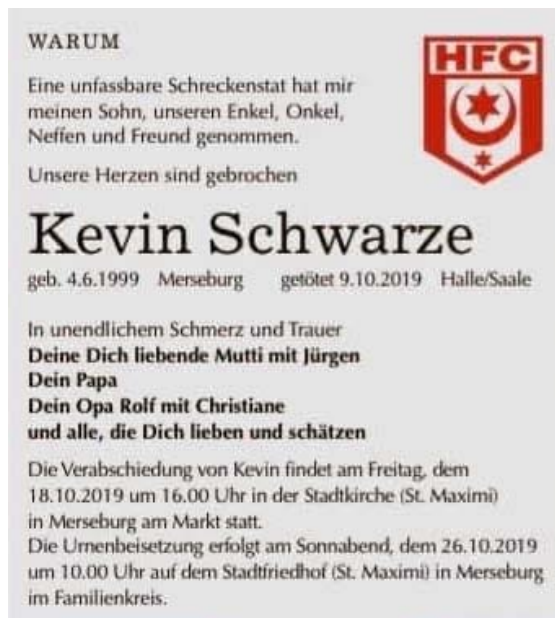 WARUM
HFC
Eine unfassbare Schreckenstat hat mir
meinen Sohn, unseren Enkel, Onkel,
Neffen und Freund genommen.
Unsere Herzen sind gebrochen
Kevin Schwarze
geb. 4.6.1999 Merseburg getötet 9.10.2019 Halle/Saale
In unendlichem Schmerz und Trauer
Deine Dich liebende Mutti mit Jürgen
Dein Papa
Dein Opa Rolf mit Christiane
und alle, die Dich lieben und schätzen
Die Verabschiedung von Kevin findet am Freitag, dem
18.10.2019 um 16.00 Uhr in der Stadtkirche (St. Maximi)
in Merseburg am Markt statt.
Die Urnenbeisetzung erfolgt am Sonnabend, dem 26.10.2019
um 10.00 Uhr auf dem Stadtfriedhof (St. Maximi) in Merseburg
im Familienkreis.